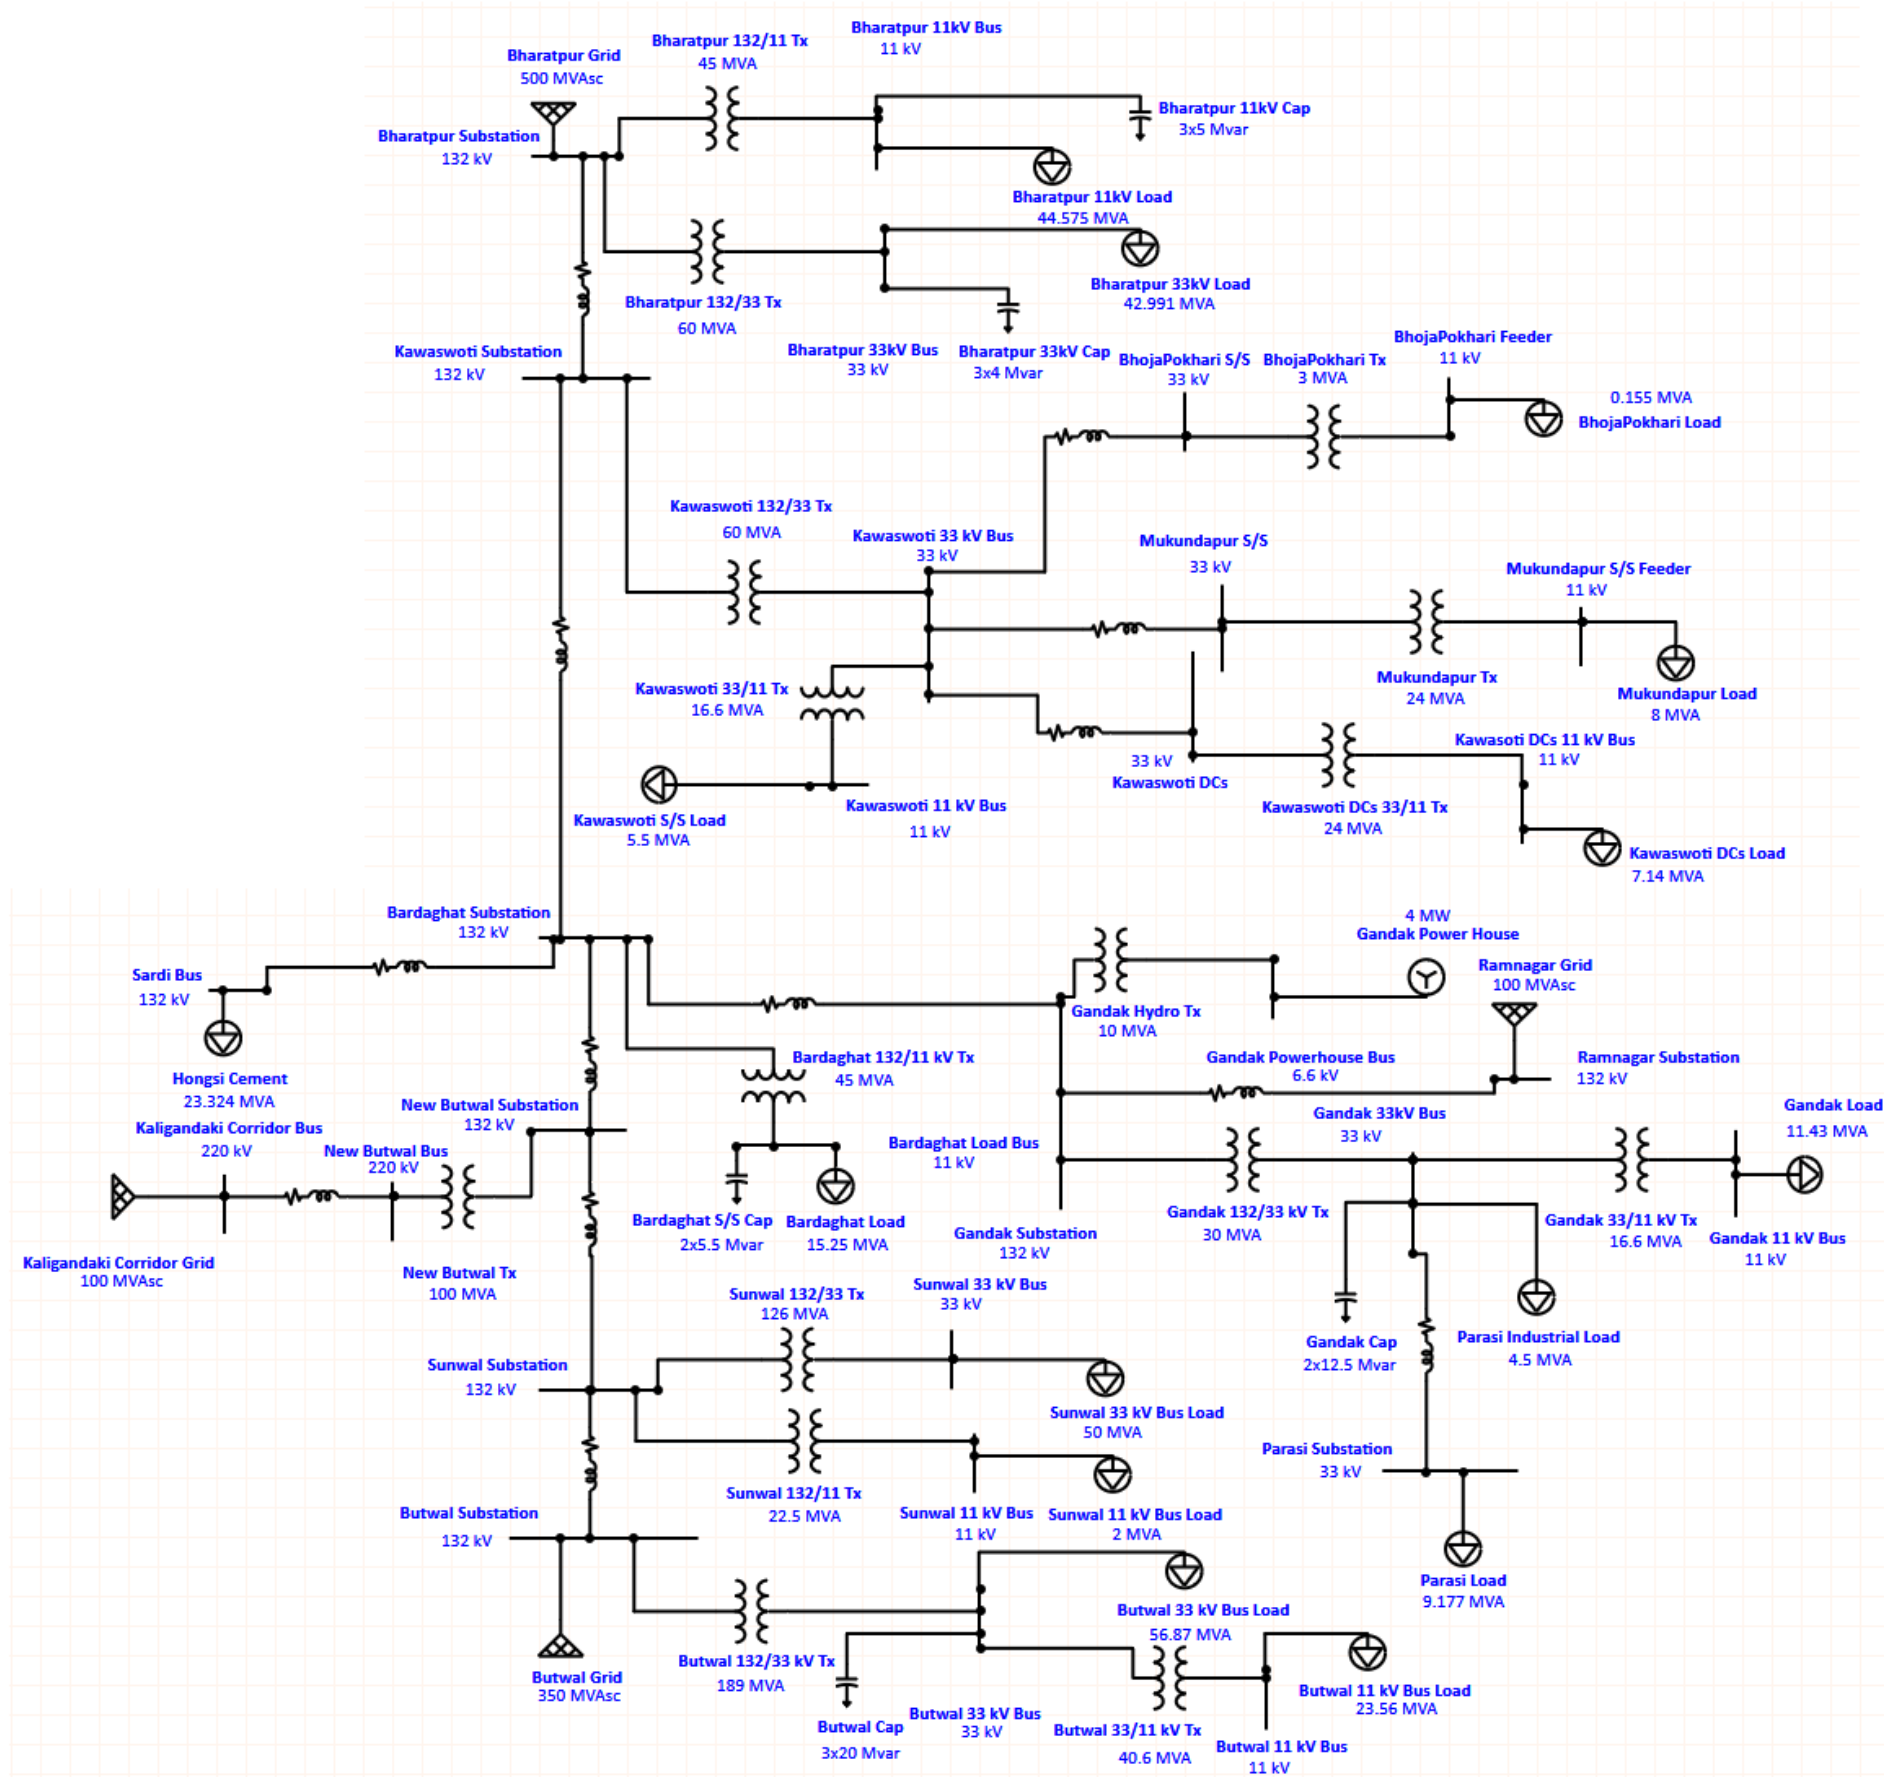 Bharatpur 11kV Bus
11 kV
Bharatpur 132/11 Tx
45 MVA
Bharatpur Grid
500 MVAsc
Bharatpur 11kV Cap
3x5 Mvar
Bharatpur Substation
132 kV
Bharatpur 11kV Load
44.575 MVA
Bharatpur 33kV Load
42.991 MVA
Bharatpur 132/33 Tx
60 MVA
Bharatpur 33kV Bus
33 kV
Bharatpur 33kV Cap
3x4 Mvar
Kawaswoti Substation
132 kV
BhojaPokhari S/S
33 kV
BhojaPokhari Tx
3 MVA
BhojaPokhari Feeder
11 kV
0.155 MVA
BhojaPokhari Load
Kawaswoti 132/33 Tx
60 MVA
Kawaswoti 33 kV Bus
33 kV
Mukundapur S/S
33 kV
Mukundapur S/S Feeder
11 kV
Mukundapur Tx
24 MVA
Mukundapur Load
8 MVA
Kawaswoti 33/11 Tx
16.6 MVA
33 kV
Kawaswoti DCs
Kawasoti DCs 11 kV Bus
11 kV
Kawaswoti DCs 33/11 Tx
24 MVA
Kawaswoti S/S Load
5.5 MVA
Kawaswoti 11 kV Bus
11 kV
Kawaswoti DCs Load
7.14 MVA
Bardaghat Substation
132 kV
4 MW
Gandak Power House
Sardi Bus
132 kV
Ramnagar Grid
100 MVAsc
Gandak Hydro Tx
10 MVA
Hongsi Cement
23.324 MVA
Bardaghat 132/11 kV Tx
45 MVA
Gandak Powerhouse Bus
6.6 kV
Ramnagar Substation
132 kV
New Butwal Substation
132 kV
Kaligandaki Corridor Bus
220 kV
New Butwal Bus
220 kV
Bardaghat Load Bus
11 kV
Gandak 33kV Bus
33 kV
Gandak Load
11.43 MVA
Bardaghat S/S Cap
2x5.5 Mvar
Bardaghat Load
15.25 MVA
Gandak Substation
132 kV
Gandak 132/33 kV Tx
30 MVA
Gandak 33/11 kV Tx
16.6 MVA
Gandak 11 kV Bus
11 kV
Kaligandaki Corridor Grid
100 MVAsc
New Butwal Tx
100 MVA
Sunwal 132/33 Tx
126 MVA
Sunwal 33 kV Bus
33 kV
Gandak Cap
2x12.5 Mvar
Parasi Industrial Load
4.5 MVA
Sunwal Substation
132 kV
Sunwal 33 kV Bus Load
50 MVA
Parasi Substation
33 kV
Sunwal 132/11 Tx
22.5 MVA
Sunwal 11 kV Bus
11 kV
Sunwal 11 kV Bus Load
2 MVA
Butwal Substation
132 kV
Parasi Load
9.177 MVA
Butwal 33 kV Bus Load
56.87 MVA
Butwal Grid
350 MVAsc
Butwal 132/33 kV Tx
189 MVA
Butwal Cap
3x20 Mvar
Butwal 33 kV Bus
33 kV
Butwal 33/11 kV Tx
40.6 MVA
Butwal 11 kV Bus Load
23.56 MVA
Butwal 11 kV Bus
11 kV